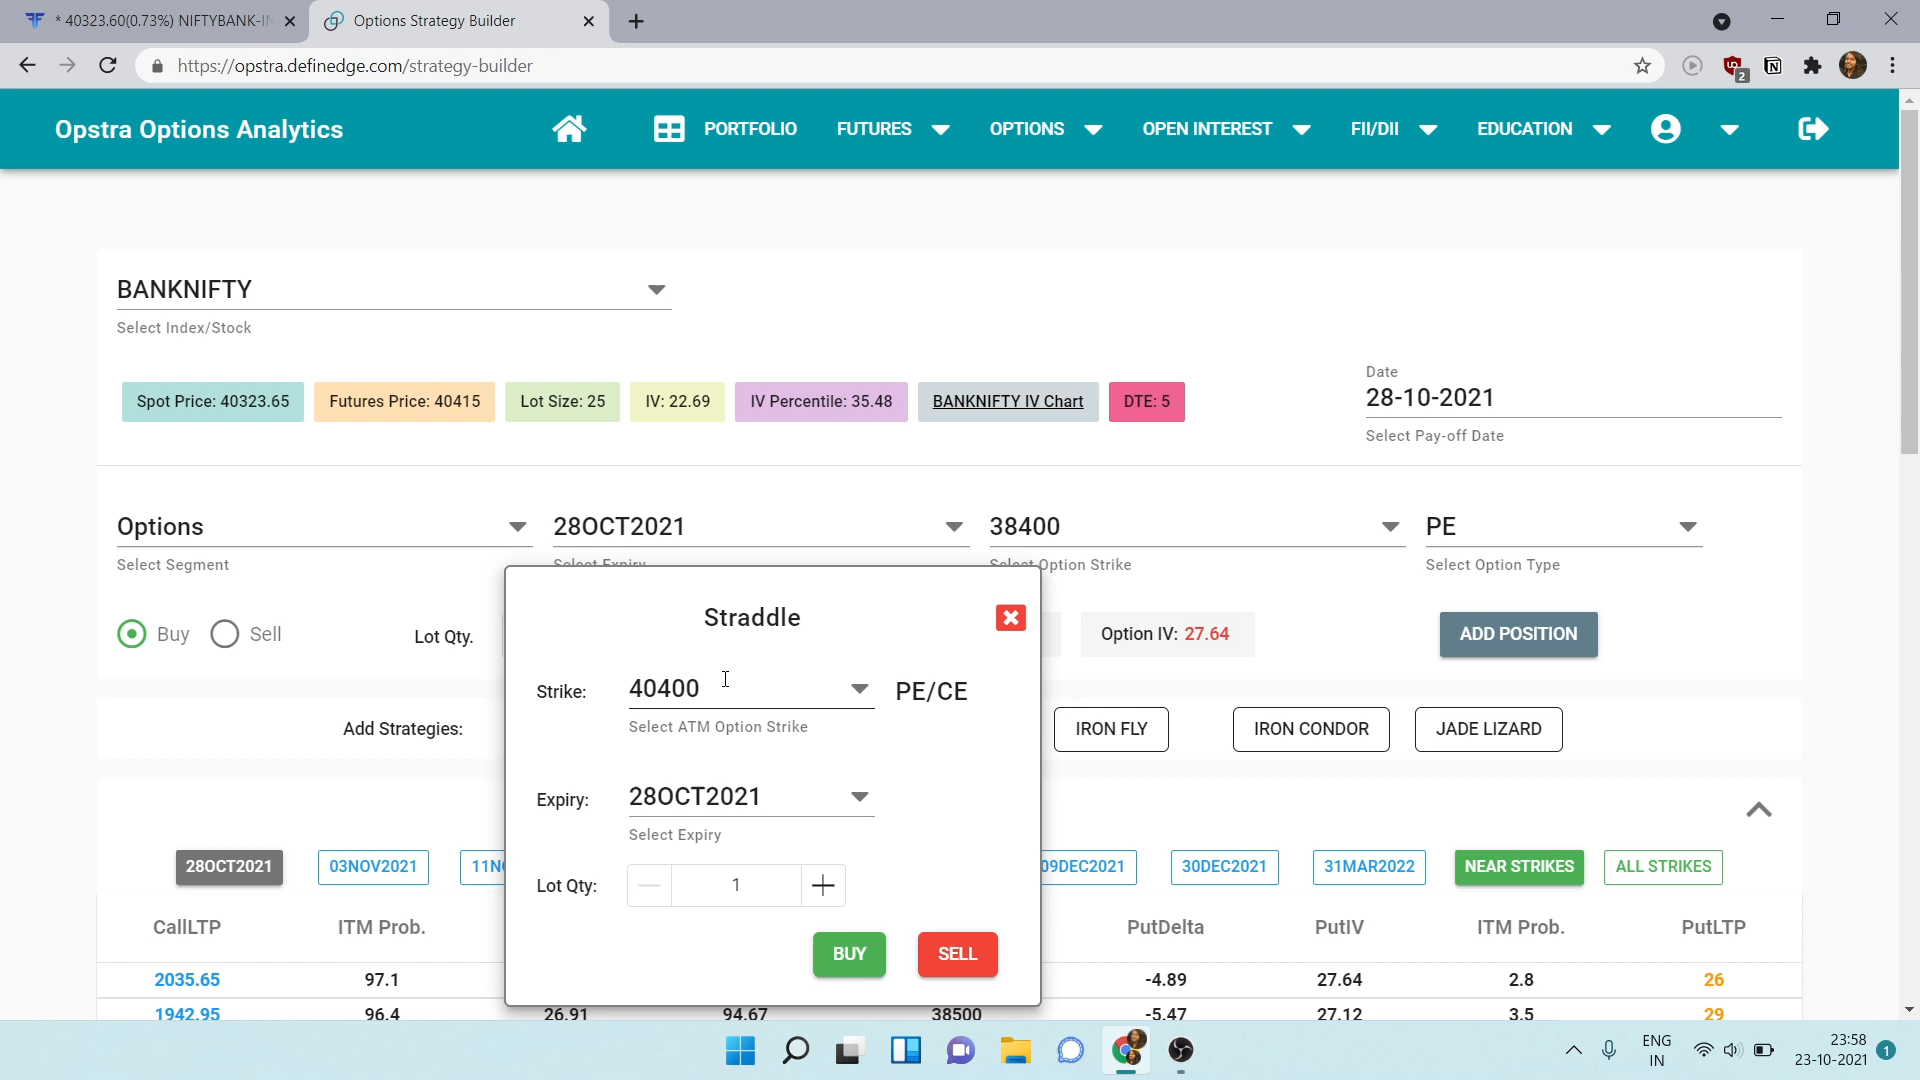 * 40323.60(0.73%) NIFTYBANK-IN
Options Strategy Builder
https://opstra.definedge.com/strategy-builder
2
Opstra Options Analytics
PORTFOLIO
FUTURES
OPTIONS
OPEN INTEREST
FII/DII
EDUCATION
BANKNIFTY
Select Index/Stock
Spot Price: 40323.65
Futures Price: 40415
Lot Size: 25
IV: 22.69
IV Percentile: 35.48
BANKNIFTY IV Chart
DTE: 5
Date
28-10-2021
Select Pay-off Date
Options
28OCT2021
38400
PE
Select Segment
Select Expiry
Select Option Strike
Select Option Type
Buy
Sell
Lot Qty.
Option IV: 27.64
ADD POSITION
Straddle
Strike:
40400
PE/CE
Select ATM Option Strike
Add Strategies:
IRON FLY
IRON CONDOR
JADE LIZARD
Expiry:
28OCT2021
Select Expiry
28OCT2021
03NOV2021
11NO
09DEC2021
30DEC2021
31MAR2022
NEAR STRIKES
ALL STRIKES
Lot Qty:
1
BUY
SELL
CallLTP
ITM Prob.
PutDelta
PutIV
ITM Prob.
PutLTP
2035.65
97.1
-4.89
27.64
2.8
26
1942.95
96.4
26.91
94.67
38500
-5.47
27.12
3.5
29
ENG
IN
23:58
23-10-2021
1